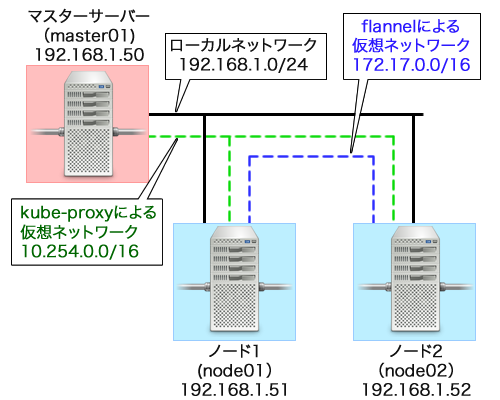 マスターサーバー
（master01）
192.168.1.50
ローカルネットワーク
192.168.1.0/24
flannelによる
仮想ネットワーク
172.17.0.0/16
kube-proxyによる
仮想ネットワーク
10.254.0.0/16
ノード1
（node01）
192.168.1.51
ノード2
（node02）
192.168.1.52